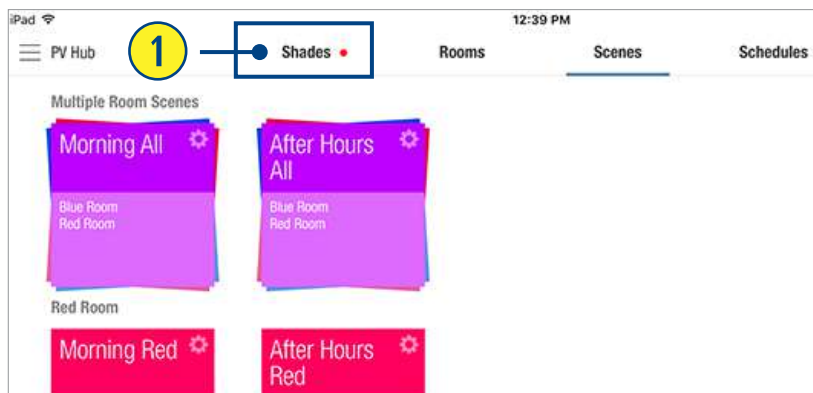 iPad 12:39 PM
PV Hub 1 Shades Rooms Scenes Schedules
Multiple Room Scenes
Morning All After Hours
All
Blue Room Blue Room
Red Room Red Room
Red Room
Morning Red After Hours
Red